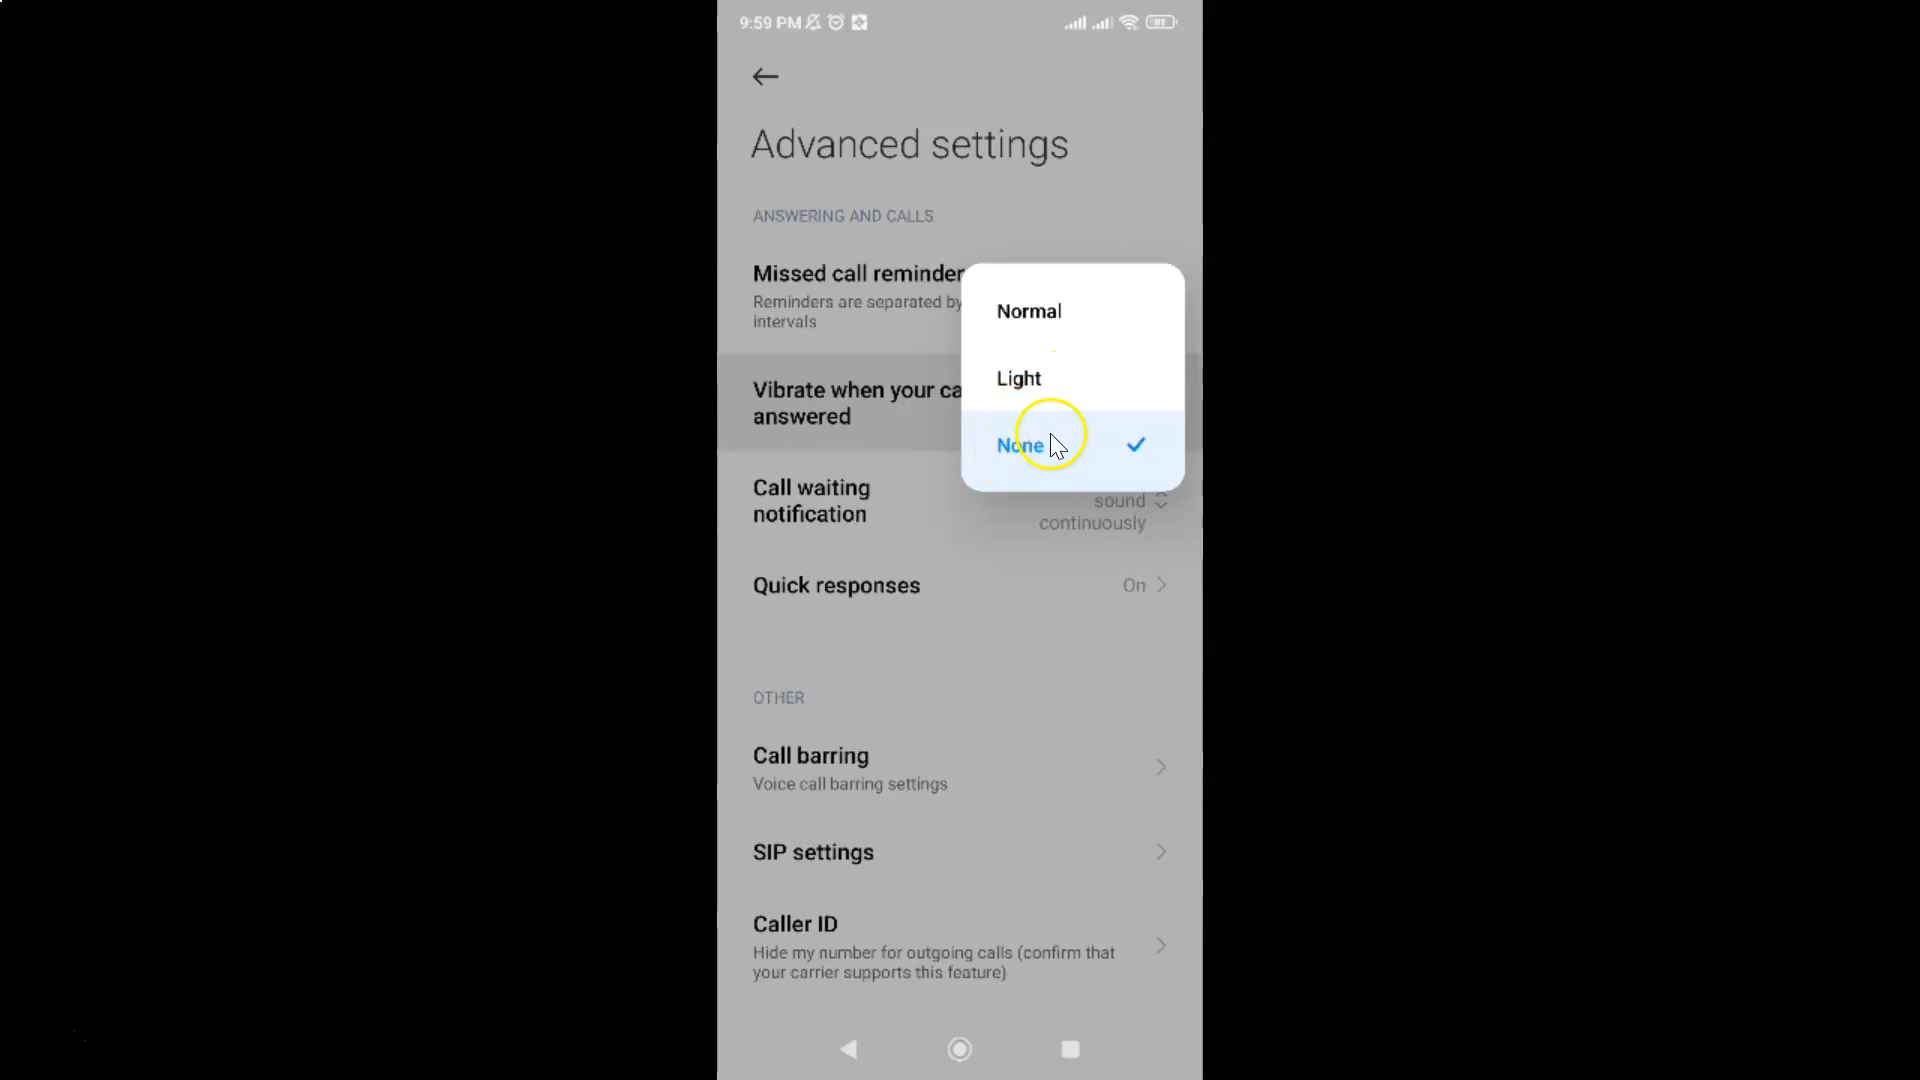 9:59 PM
Advanced settings
ANSWERING AND CALLS
Missed call reminder
Reminders are separated by
intervals
Normal
Light
None
Vibrate when your ca
answered
Call waiting
notification
sound
continuously
Quick responses
On
OTHER
Call barring
Voice call barring settings
SIP settings
Caller ID
Hide my number for outgoing calls (confirm that
your carrier supports this feature)